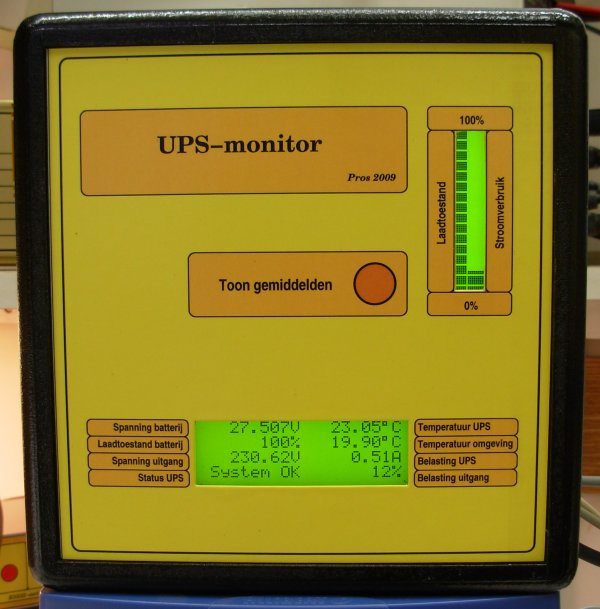 UPS-monitor
Pros 2009
100%
Laadtoestand
Stroomverbruik
0%
Toon gemiddelden
Spanning batterij 27.507V 23.05°C Temperatuur UPS
Laadtoestand batterij 100% 19.90°C Temperatuur omgeving
Spanning uitgang 230.62V 0.51A Belasting UPS
Status UPS System OK 12% Belasting uitgang